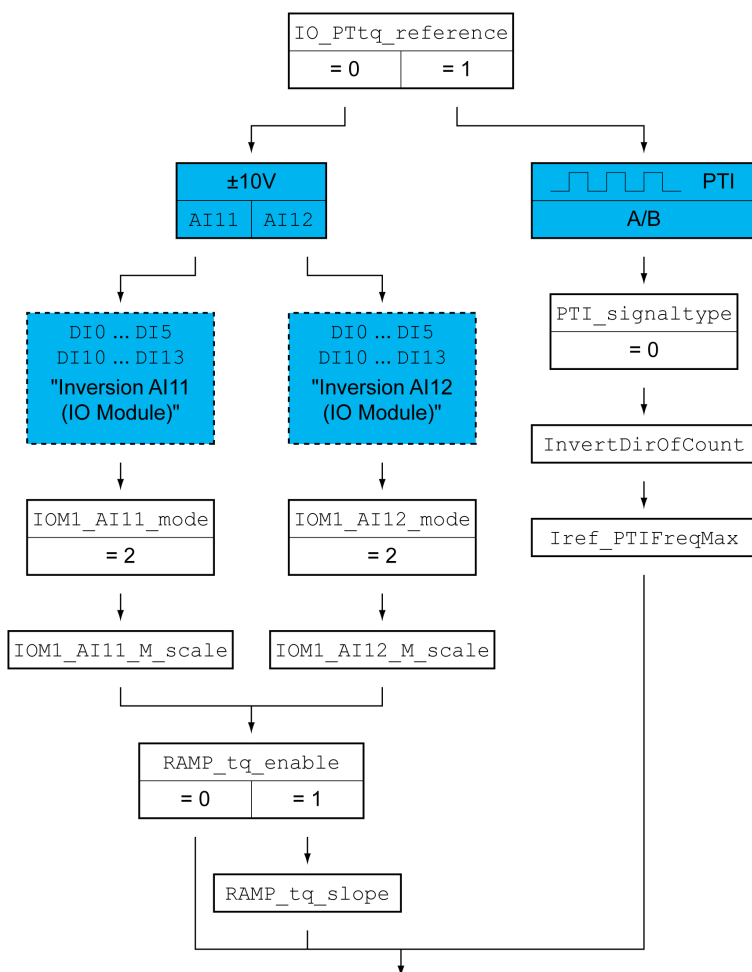 IO_PTtq_reference
= 0 = 1
±10V
AI11 AI12
PTI
A/B
DI0 ... DI5
DI10 ... DI13
"Inversion AI11
(IO Module)"
DI0 ... DI5
DI10 ... DI13
"Inversion AI12
(IO Module)"
PTI_signaltype
= 0
InvertDirOfCount
IOM1_AI11_mode
= 2
IOM1_AI12_mode
= 2
Iref_PTIFreqMax
IOM1_AI11_M_scale
IOM1_AI12_M_scale
RAMP_tq_enable
= 0 = 1
RAMP_tq_slope